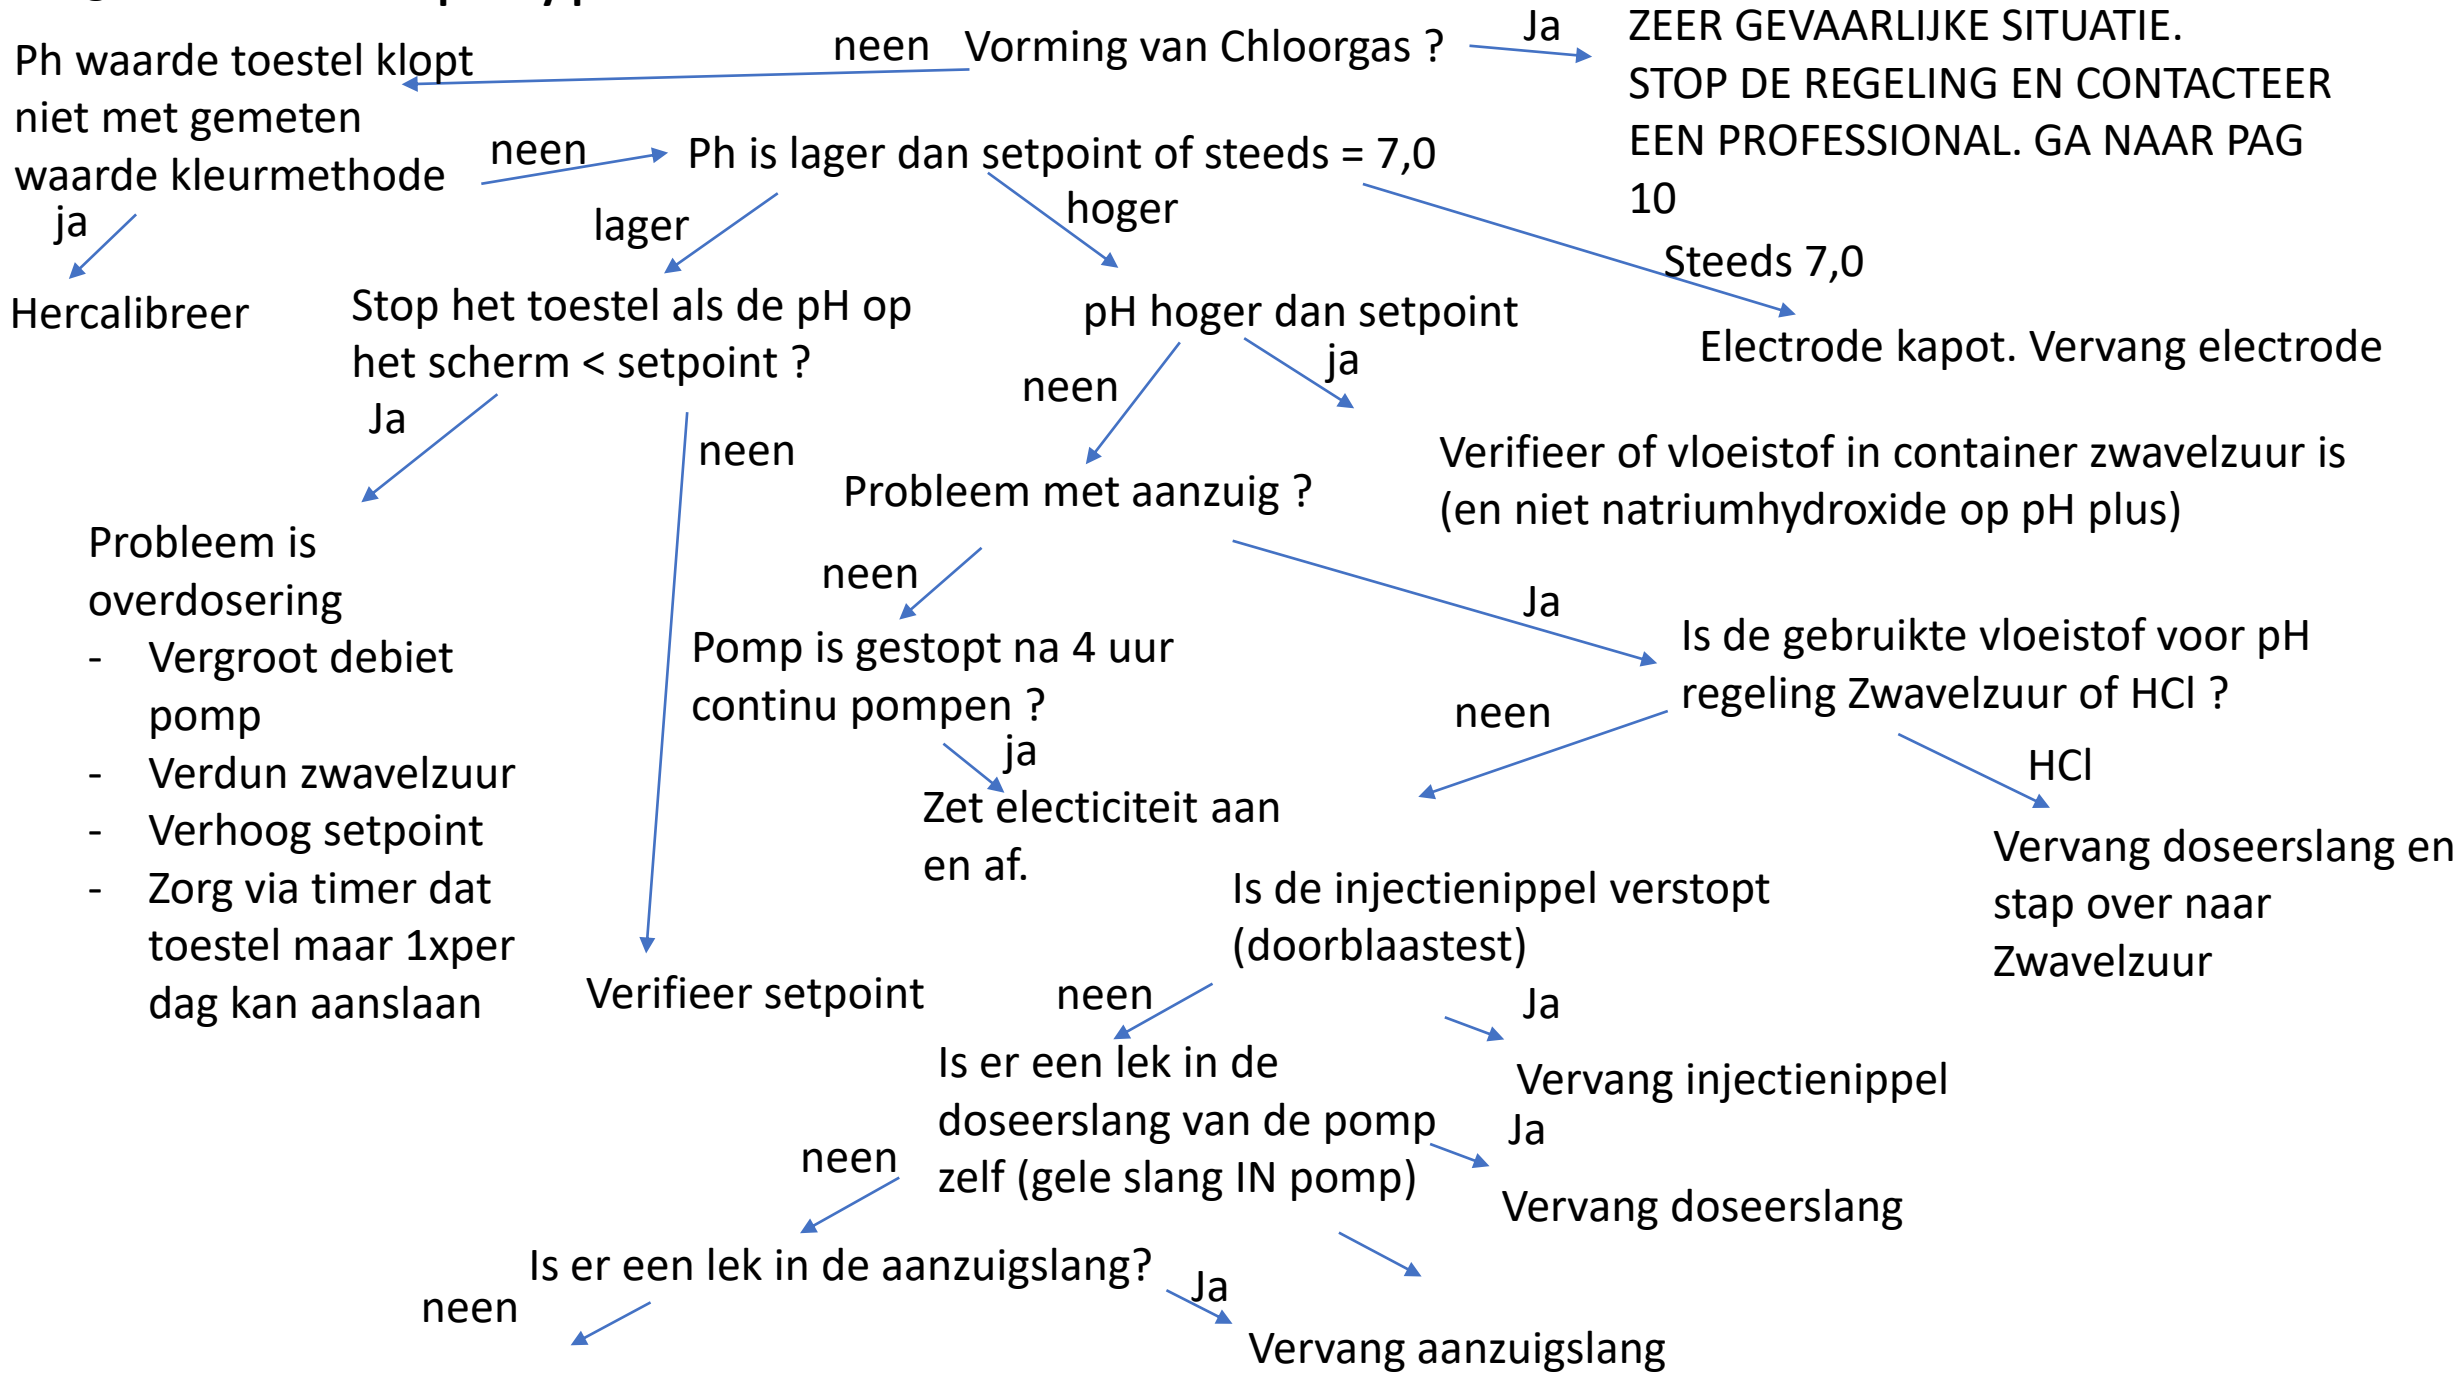 neen
Vorming van Chloorgas ?
Ja
ZEER GEVAARLIJKE SITUATIE.
STOP DE REGELING EN CONTACTEER
EEN PROFESSIONAL. GA NAAR PAG
10
Ph waarde toestel klopt
niet met gemeten
waarde kleurmethode
neen
Ph is lager dan setpoint of steeds = 7,0
ja
lager
hoger
Steeds 7,0
Hercalibreer
Stop het toestel als de pH op
het scherm < setpoint ?
pH hoger dan setpoint
Electrode kapot. Vervang electrode
Ja
neen
neen
ja
Probleem met aanzuig ?
Verifieer of vloeistof in container zwavelzuur is
(en niet natriumhydroxide op pH plus)
Probleem is
overdosering
- Vergroot debiet
pomp
- Verdun zwavelzuur
- Verhoog setpoint
- Zorg via timer dat
toestel maar 1xper
dag kan aanslaan
neen
Ja
Pomp is gestopt na 4 uur
continu pompen ?
Is de gebruikte vloeistof voor pH
regeling Zwavelzuur of HCl ?
ja
neen
HCl
Zet electiciteit aan
en af.
Vervang doseerslang en
stap over naar
Zwavelzuur
Is de injectienippel verstopt
(doorblaastest)
Verifieer setpoint
neen
Ja
Is er een lek in de
doseerslang van de pomp
zelf (gele slang IN pomp)
Vervang injectienippel
Ja
neen
Vervang doseerslang
Is er een lek in de aanzuigslang?
neen
Ja
Vervang aanzuigslang